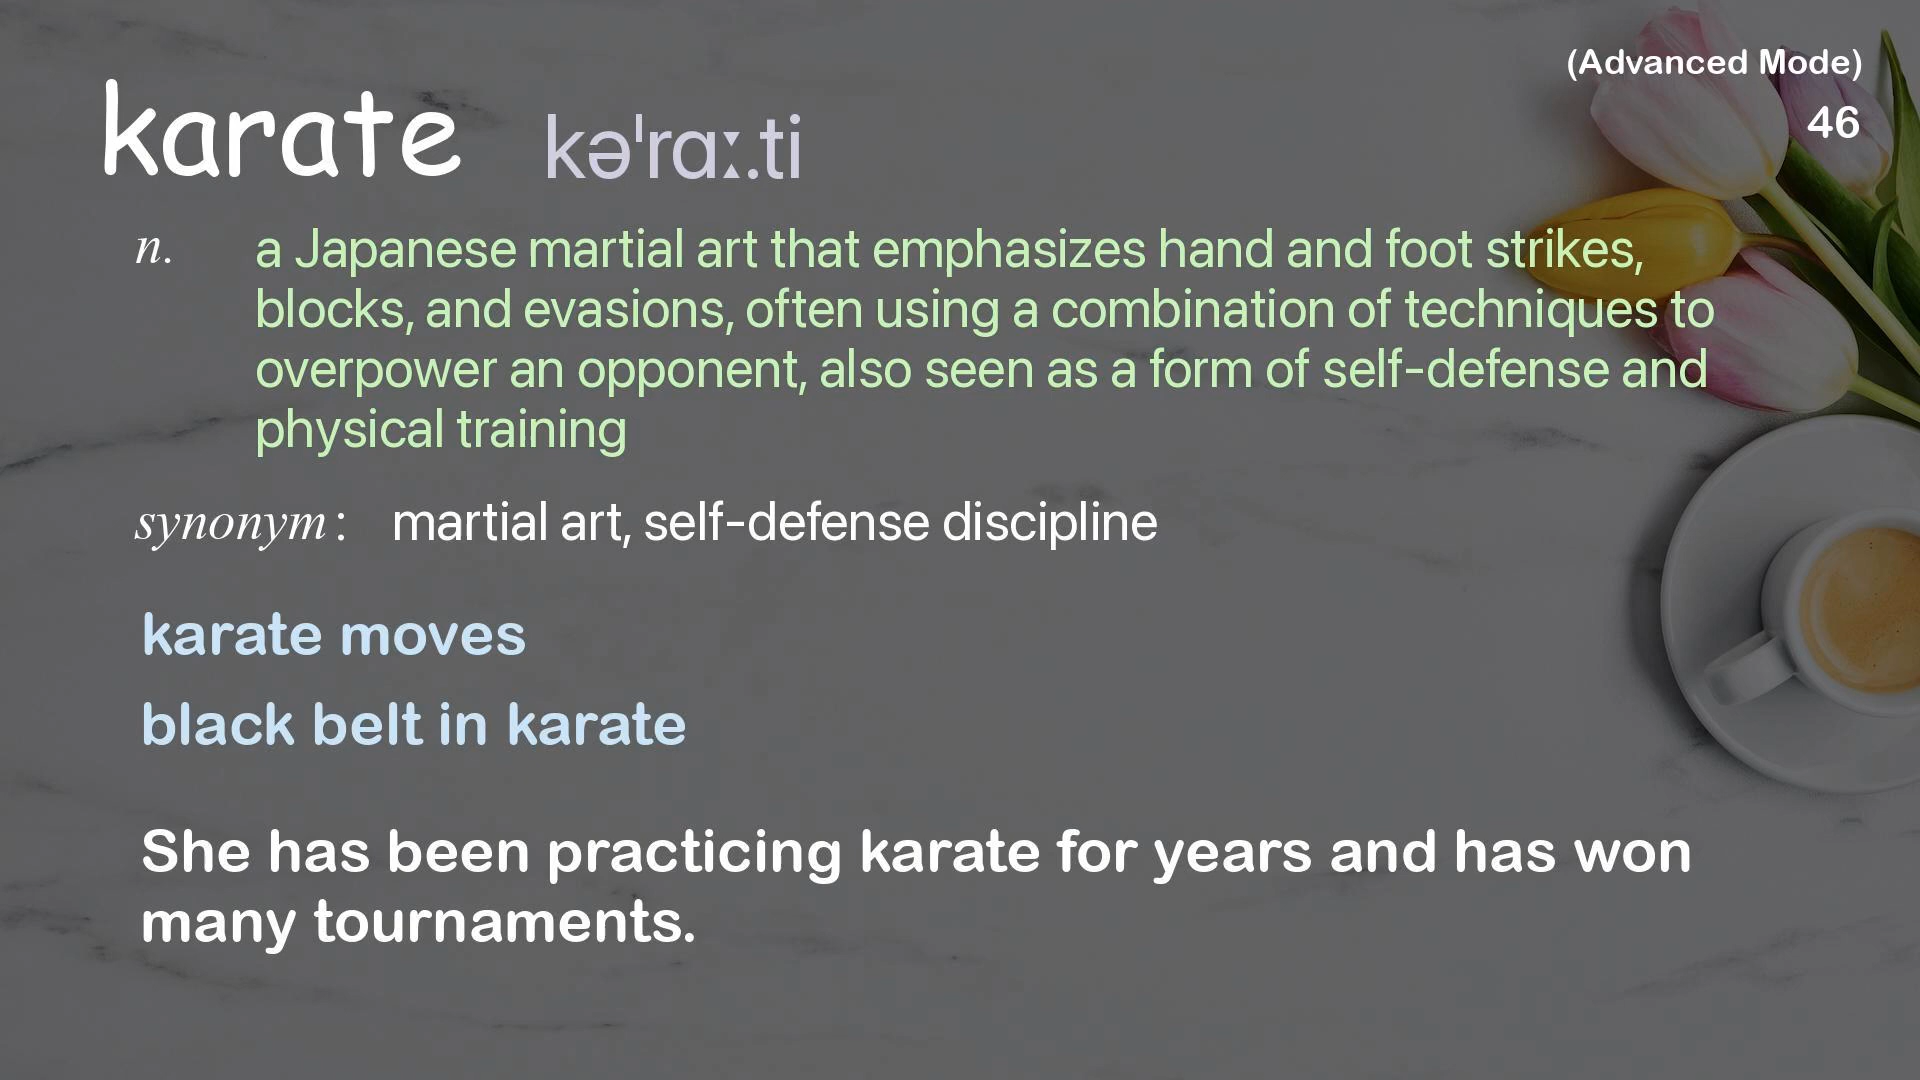 (Advanced Mode)
46
karate kəˈrɑː.ti
n. a Japanese martial art that emphasizes hand and foot strikes,
blocks, and evasions, often using a combination of techniques to
overpower an opponent, also seen as a form of self-defense and
physical training
synonym: martial art, self-defense discipline
karate moves
black belt in karate
She has been practicing karate for years and has won
many tournaments.